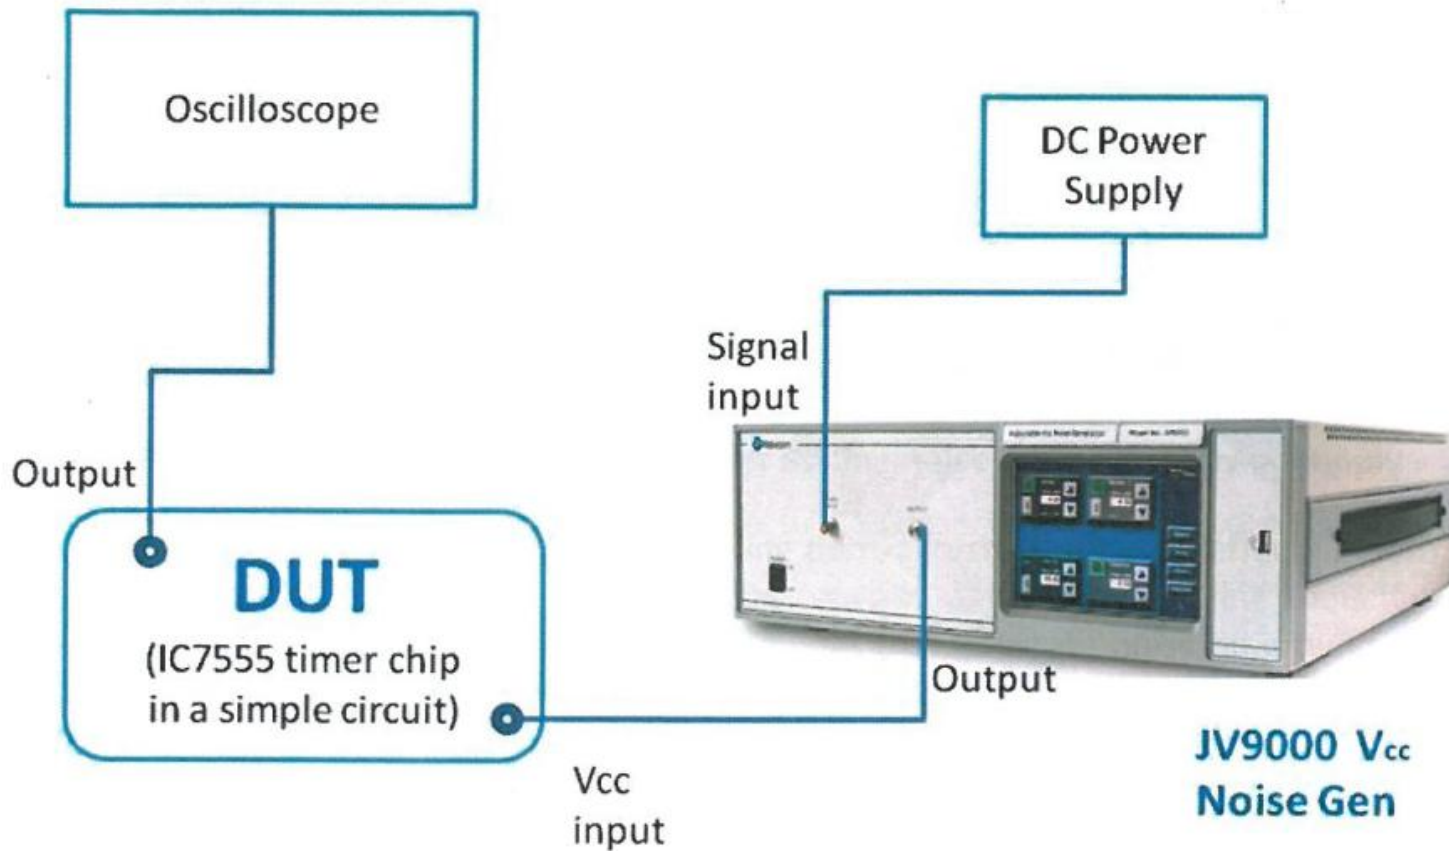 Oscilloscope
DC Power
Supply
Signal
input
Output
DUT
(IC7555 timer chip
in a simple circuit)
Output
Vcc
input
JV9000 Vcc
Noise Gen